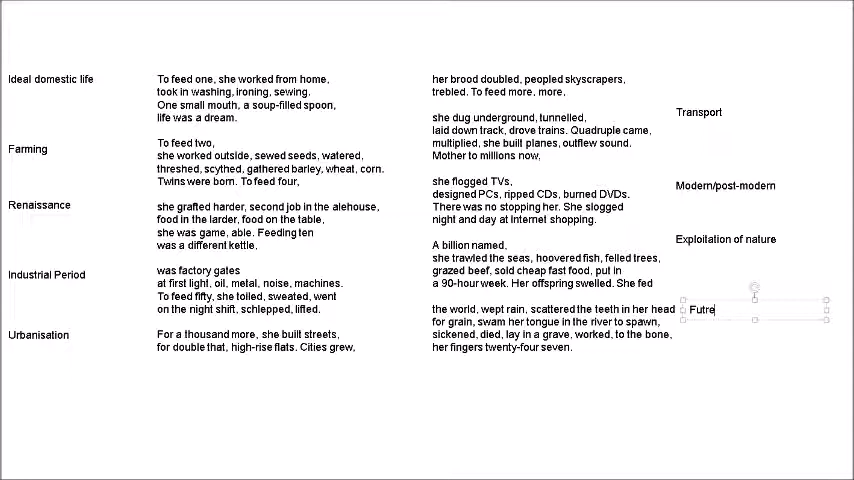 Ideal domestic life
To feed one, she worked from home,
took in washing, ironing, sewing.
One small mouth, a soup-filled spoon,
life was a dream.
Farming
To feed two,
she worked outside, sewed seeds, watered,
threshed, scythed, gathered barley, wheat, corn.
Twins were born. To feed four,
Renaissance
she grafted harder, second job in the alehouse,
food in the larder, food on the table,
she was game, able. Feeding ten
was a different kettle,
Industrial Period
was factory gates
at first light, oil, metal, noise, machines.
To feed fifty, she toiled, sweated, went
on the night shift, schlepped, lifted.
Urbanisation
For a thousand more, she built streets,
for double that, high-rise flats. Cities grew,
her brood doubled, peopled skyscrapers,
trebled. To feed more, more,
Transport
she dug underground, tunnelled,
laid down track, drove trains. Quadruple came,
multiplied, she built planes, outflew sound.
Mother to millions now,
Modern/post-modern
she flogged TVs,
designed PCs, ripped CDs, burned DVDs.
There was no stopping her. She slogged
night and day at internet shopping.
Exploitation of nature
A billion named,
she trawled the seas, hoovered fish, felled trees,
grazed beef, sold cheap fast food, put in
a 90-hour week. Her offspring swelled. She fed
Futre
the world, wept rain, scattered the teeth in her head
for grain, swam her tongue in the river to spawn,
sickened, died, lay in a grave, worked, to the bone,
her fingers twenty-four seven.